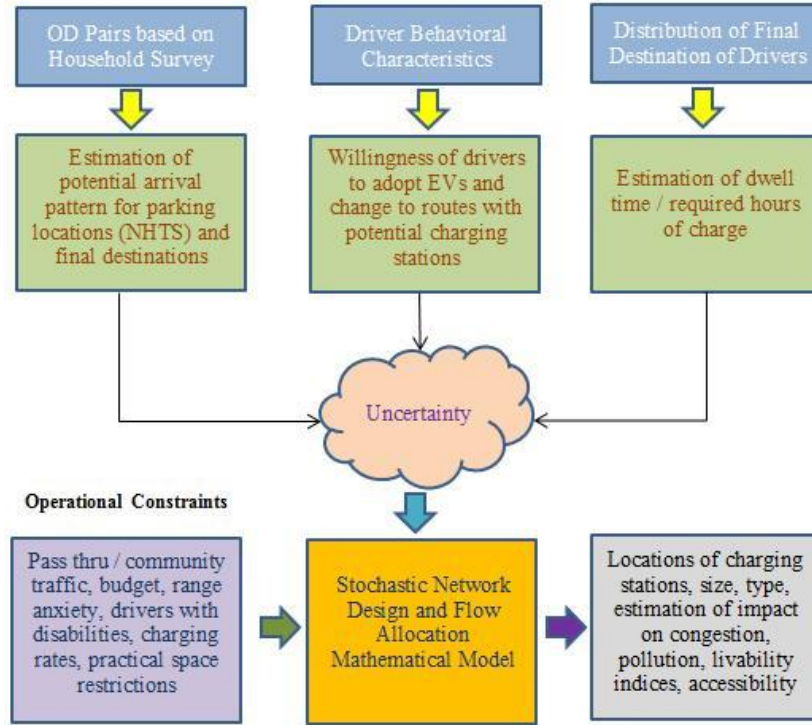 OD Pairs based on
Household Survey
Driver Behavioral
Characteristics
Distribution of Final
Destination of Drivers
Estimation of
potential arrival
pattern for parking
locations (NHTS) and
final destinations
Willingness of drivers
to adopt EVs and
change to routes with
potential charging
stations
Estimation of dwell
time / required hours
of charge
Uncertainty
Operational Constraints
Pass thru / community
traffic, budget, range
anxiety, drivers with
disabilities, charging
rates, practical space
restrictions
Stochastic Network
Design and Flow
Allocation
Mathematical Model
Locations of charging
stations, size, type,
estimation of impact
on congestion,
pollution, livability
indices, accessibility